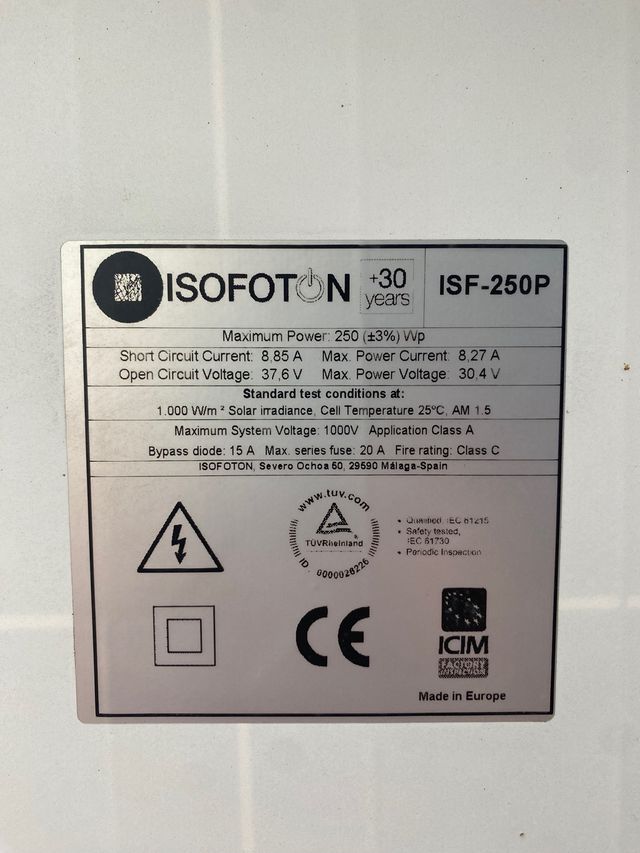 ISOFOTON +30 years ISF-250P
Maximum Power: 250 (±3%) Wp
Short Circuit Current: 8,85 A Max. Power Current: 8,27 A
Open Circuit Voltage: 37,6 V Max. Power Voltage: 30,4 V
Standard test conditions at:
1.000 W/m² Solar irradiance, Cell Temperature 25ºC, AM 1.5
Maximum System Voltage: 1000V Application Class A
Bypass diode: 15 A Max. series fuse: 20 A Fire rating: Class C
ISOFOTON, Severo Ochoa 50, 29590 Málaga-Spain
www.tuv.com
TÜVRheinland ®
ID 0000028226
• Qualified, IEC 61215
• Safety tested,
IEC 61730
• Periodic Inspection
CE
ICIM
FACTORY
INSPECTION
Made in Europe